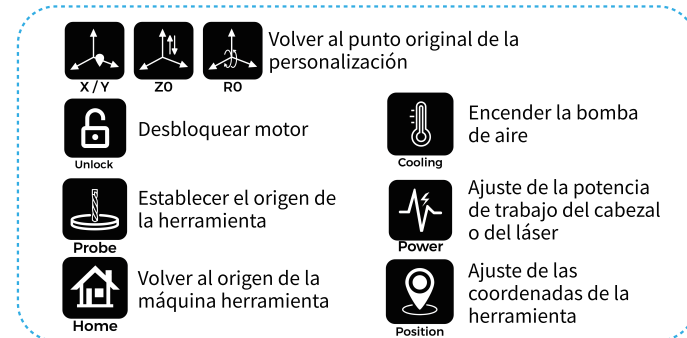 X / Y
Z0
R0
Volver al punto original de la
personalización
Unlock
Desbloquear motor
Cooling
Encender la bomba
de aire
Probe
Establecer el origen de
la herramienta
Power
Ajuste de la potencia
de trabajo del cabezal
o del láser
Home
Volver al origen de la
máquina herramienta
Position
Ajuste de las
coordenadas de la
herramienta